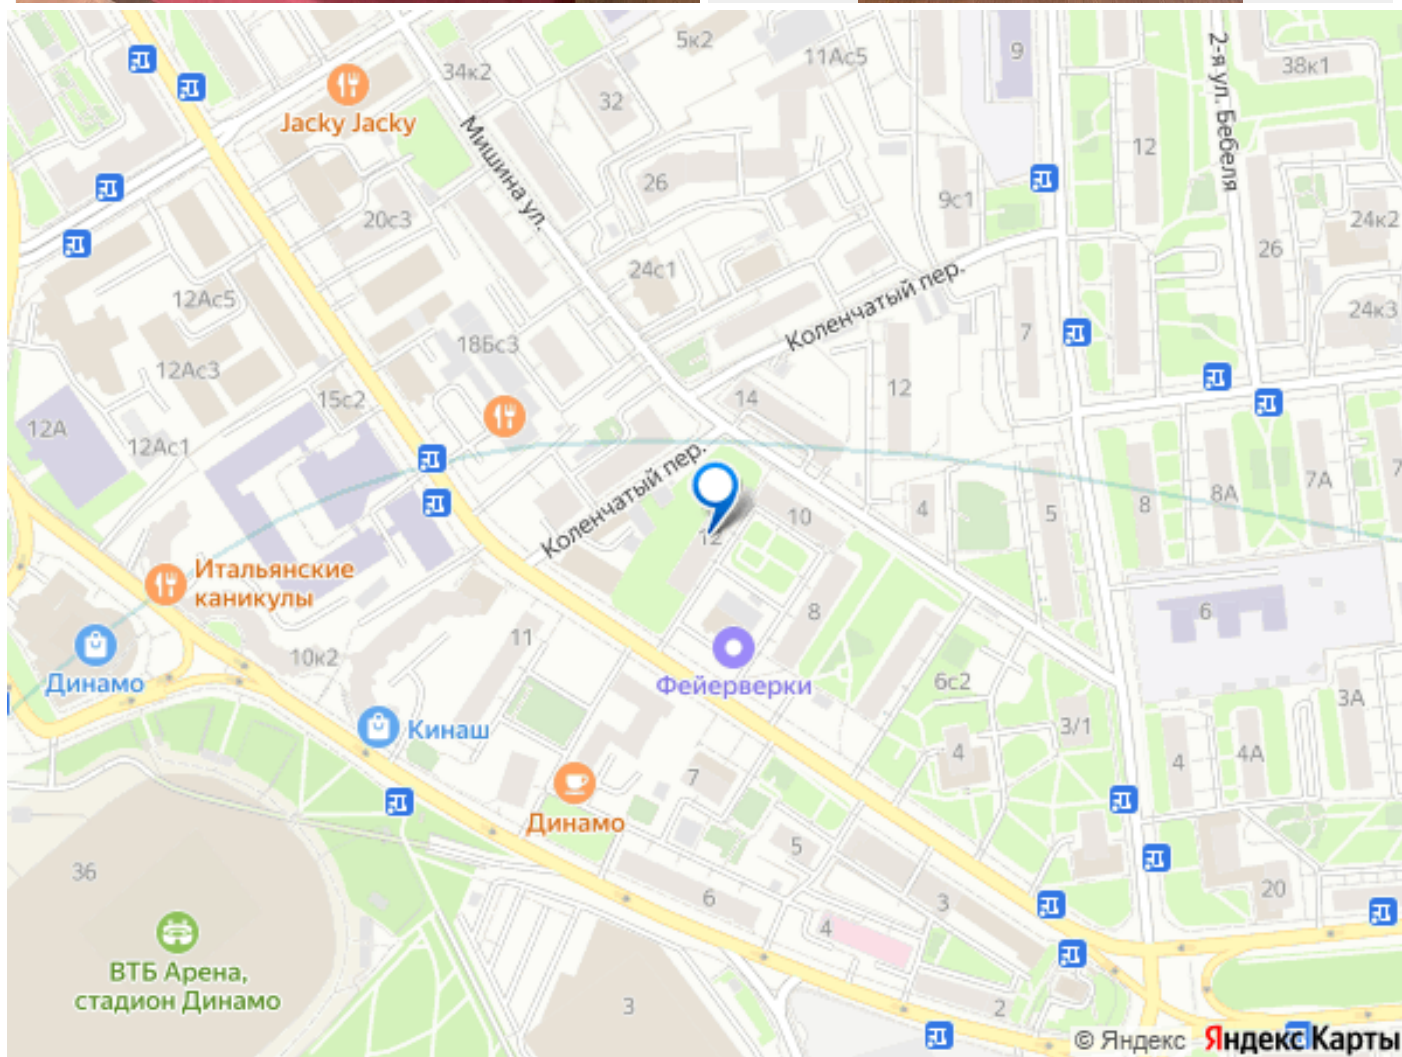 5к2
11Ас5
9
38к1
34к2
2-я ул. Бебеля
Jacky Jacky
32
Мишина ул.
12
26
9с1
20с3
24к2
26
24с1
Коленчатый пер.
12Ас5
24к3
18Бс3
7
12Ас3
12
15с2
14
12А
12Ас1
Коленчатый пер.
7А
8А
7
8
10
4
5
12
Итальянские
каникулы
6
8
11
10к2
Динамо
Фейерверки
6с2
3А
3/1
Кинаш
4
4А
4
7
Динамо
5
36
20
6
3
4
ВТБ Арена,
стадион Динамо
3
2
© Яндекс Яндекс Карты